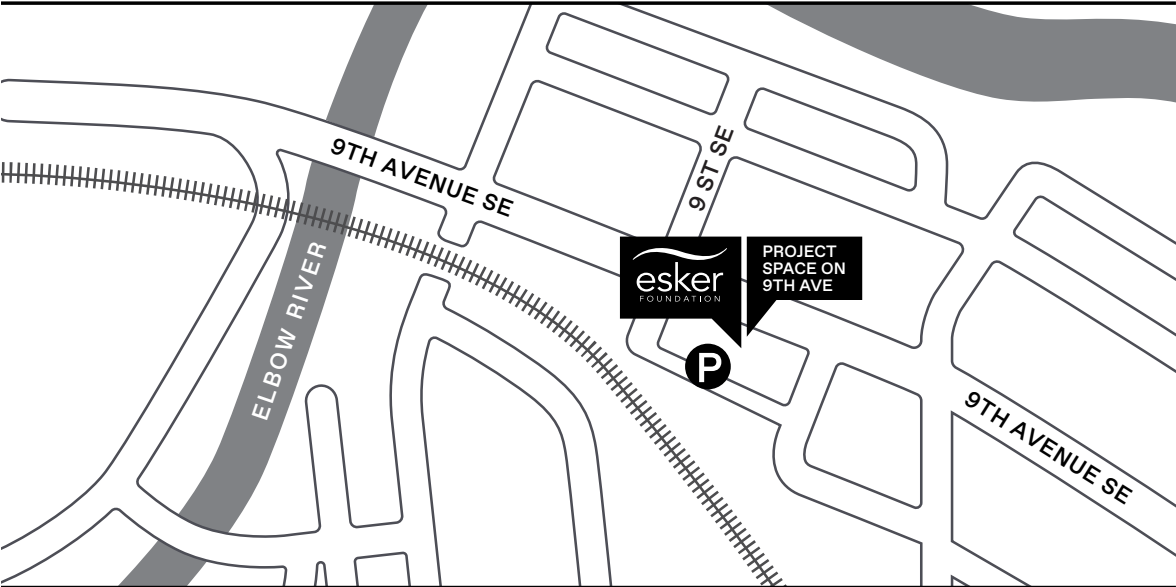 9TH AVENUE SE
9 ST SE
ELBOW RIVER
esker
FOUNDATION
PROJECT
SPACE ON
9TH AVE
P
9TH AVENUE SE